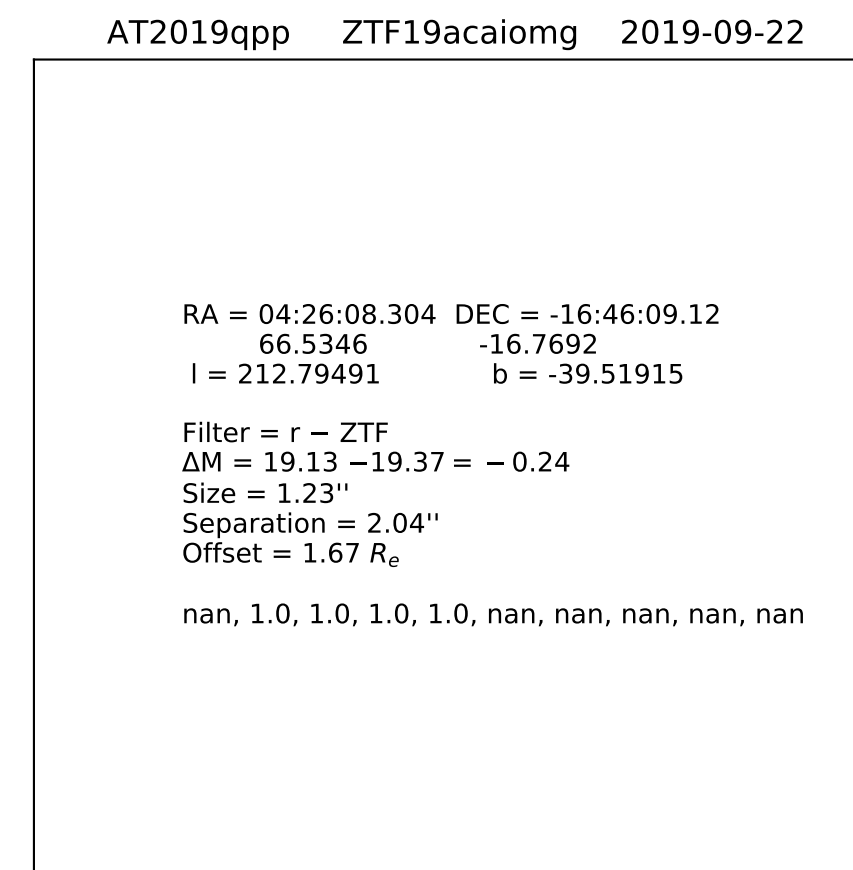 AT2019qpp ZTF19acaiomg 2019-09-22
RA = 04:26:08.304 DEC = -16:46:09.12
66.5346 -16.7692
l = 212.79491 b = -39.51915
Filter = r − ZTF
ΔM = 19.13 −19.37 = −0.24
Size = 1.23''
Separation = 2.04''
Offset = 1.67 Rₑ
nan, 1.0, 1.0, 1.0, 1.0, nan, nan, nan, nan, nan